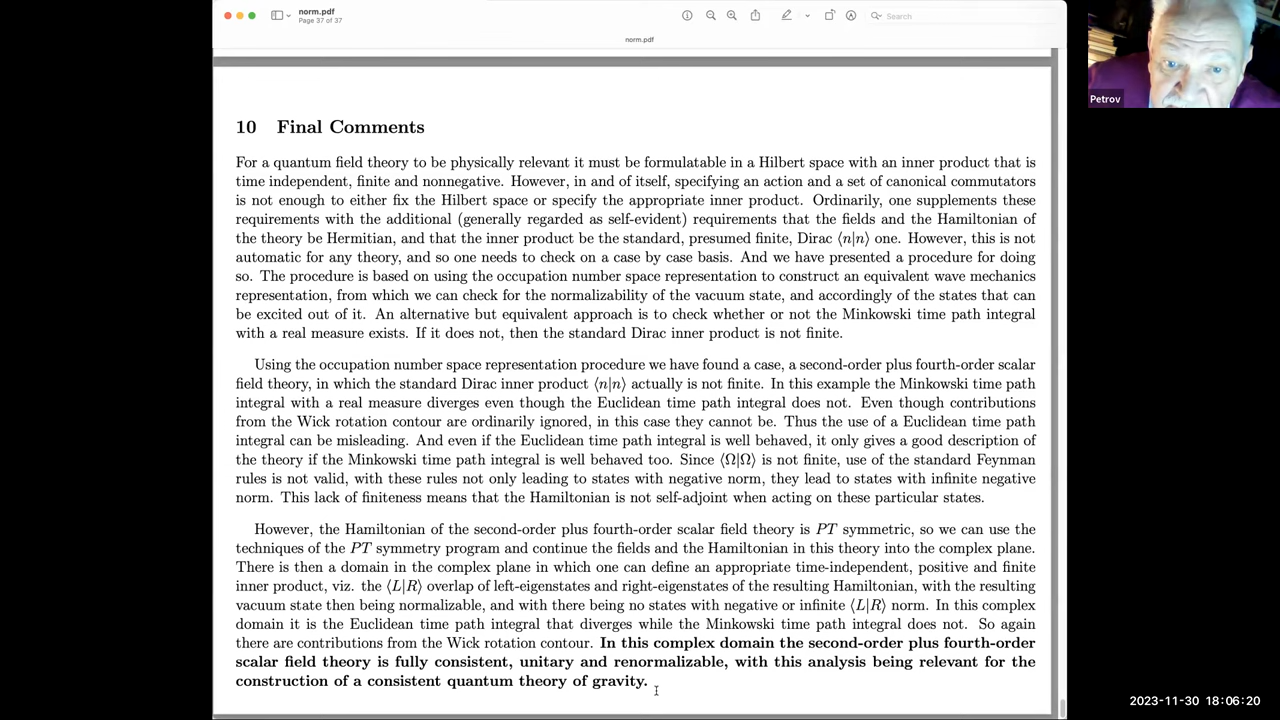 norm.pdf
Page 37 of 37
Search
norm.pdf
Petrov
10 Final Comments
For a quantum field theory to be physically relevant it must be formulatable in a Hilbert space with an inner product that is
time independent, finite and nonnegative. However, in and of itself, specifying an action and a set of canonical commutators
is not enough to either fix the Hilbert space or specify the appropriate inner product. Ordinarily, one supplements these
requirements with the additional (generally regarded as self-evident) requirements that the fields and the Hamiltonian of
the theory be Hermitian, and that the inner product be the standard, presumed finite, Dirac ⟨n|n⟩ one. However, this is not
automatic for any theory, and so one needs to check on a case by case basis. And we have presented a procedure for doing
so. The procedure is based on using the occupation number space representation to construct an equivalent wave mechanics
representation, from which we can check for the normalizability of the vacuum state, and accordingly of the states that can
be excited out of it. An alternative but equivalent approach is to check whether or not the Minkowski time path integral
with a real measure exists. If it does not, then the standard Dirac inner product is not finite.
Using the occupation number space representation procedure we have found a case, a second-order plus fourth-order scalar
field theory, in which the standard Dirac inner product ⟨n|n⟩ actually is not finite. In this example the Minkowski time path
integral with a real measure diverges even though the Euclidean time path integral does not. Even though contributions
from the Wick rotation contour are ordinarily ignored, in this case they cannot be. Thus the use of a Euclidean time path
integral can be misleading. And even if the Euclidean time path integral is well behaved, it only gives a good description of
the theory if the Minkowski time path integral is well behaved too. Since ⟨Ω|Ω⟩ is not finite, use of the standard Feynman
rules is not valid, with these rules not only leading to states with negative norm, they lead to states with infinite negative
norm. This lack of finiteness means that the Hamiltonian is not self-adjoint when acting on these particular states.
However, the Hamiltonian of the second-order plus fourth-order scalar field theory is PT symmetric, so we can use the
techniques of the PT symmetry program and continue the fields and the Hamiltonian in this theory into the complex plane.
There is then a domain in the complex plane in which one can define an appropriate time-independent, positive and finite
inner product, viz. the ⟨L|R⟩ overlap of left-eigenstates and right-eigenstates of the resulting Hamiltonian, with the resulting
vacuum state then being normalizable, and with there being no states with negative or infinite ⟨L|R⟩ norm. In this complex
domain it is the Euclidean time path integral that diverges while the Minkowski time path integral does not. So again
there are contributions from the Wick rotation contour. In this complex domain the second-order plus fourth-order
scalar field theory is fully consistent, unitary and renormalizable, with this analysis being relevant for the
construction of a consistent quantum theory of gravity.
2023-11-30 18:06:20